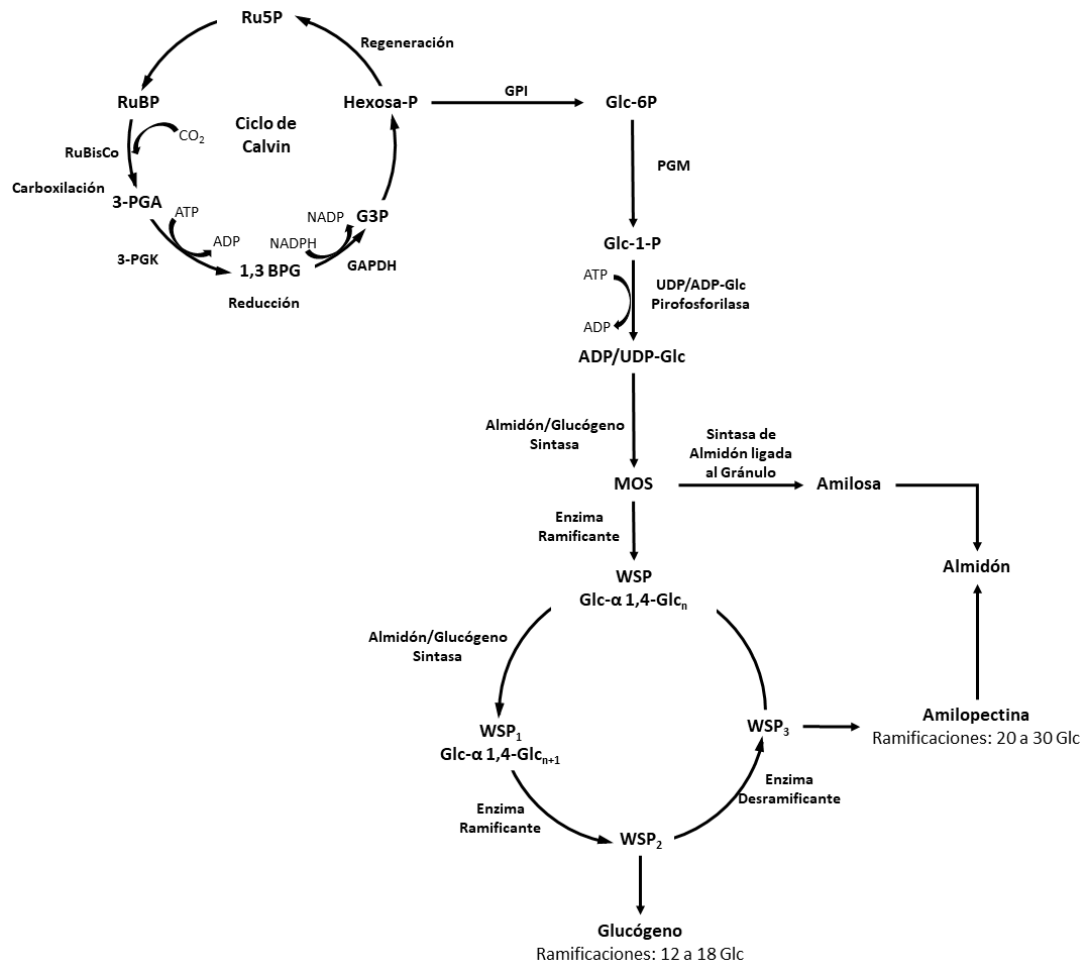 Ru5P
Regeneración
RuBP
Hexosa-P
GPI
Glc-6P
CO₂
Ciclo de
Calvin
RuBisCo
PGM
Carboxilación
3-PGA
ATP
ADP
NADP
G3P
NADPH
3-PGK
1,3 BPG
GAPDH
Reducción
Glc-1-P
ATP
UDP/ADP-Glc
Pirofosforilasa
ADP
ADP/UDP-Glc
Almidón/Glucógeno
Sintasa
Sintasa de
Almidón ligada
al Gránulo
MOS
Amilosa
Enzima
Ramificante
Almidón
WSP
Glc-α 1,4-Glcₙ
Almidón/Glucógeno
Sintasa
WSP₁
Glc-α 1,4-Glcₙ₊₁
WSP₃
Amilopectina
Ramificaciones: 20 a 30 Glc
Enzima
Ramificante
Enzima
Desramificante
WSP₂
Glucógeno
Ramificaciones: 12 a 18 Glc